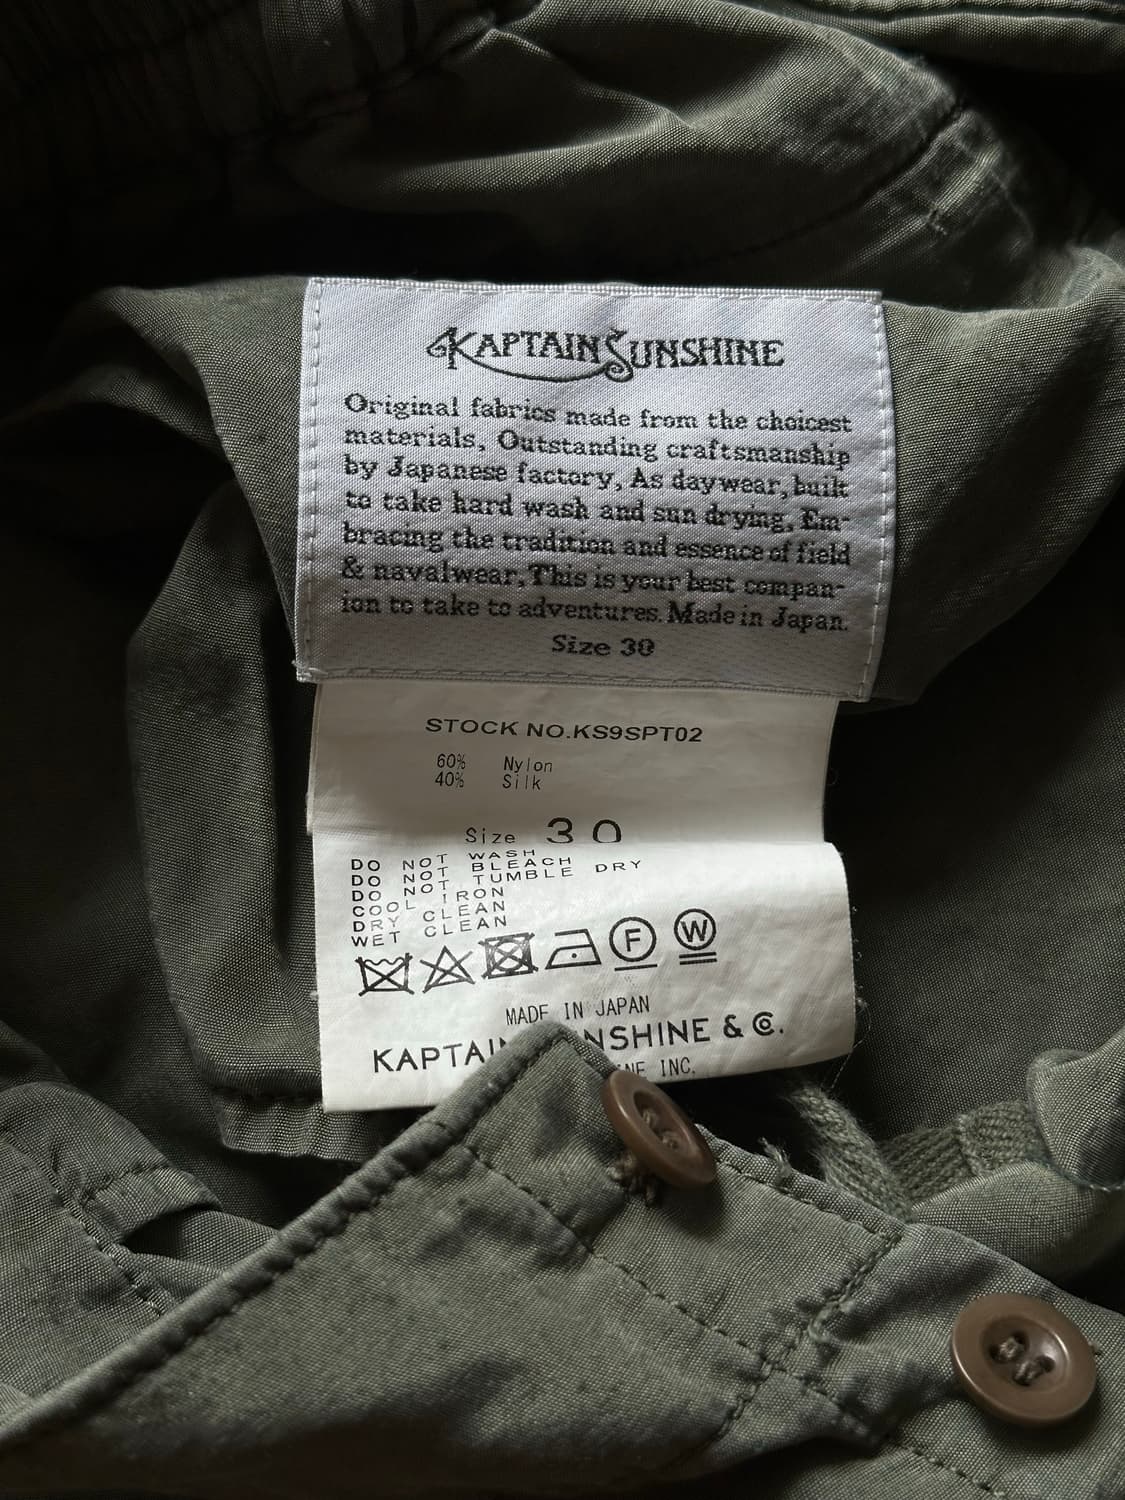 KAPTAIN SUNSHINE
Original fabrics made from the choicest
materials, Outstanding craftsmanship
by Japanese factory, As daywear, built
to take hard wash and sun drying, Em-
bracing the tradition and essence of field
& navalwear, This is your best compan-
ion to take to adventures. Made in Japan.
Size 30
STOCK NO.KS9SPT02
60% Nylon
40% Silk
Size 30
DO NOT WASH
DO NOT BLEACH
DO NOT TUMBLE DRY
COOL IRON
DRY CLEAN
WET CLEAN
F W
MADE IN JAPAN
& Co.
INC.